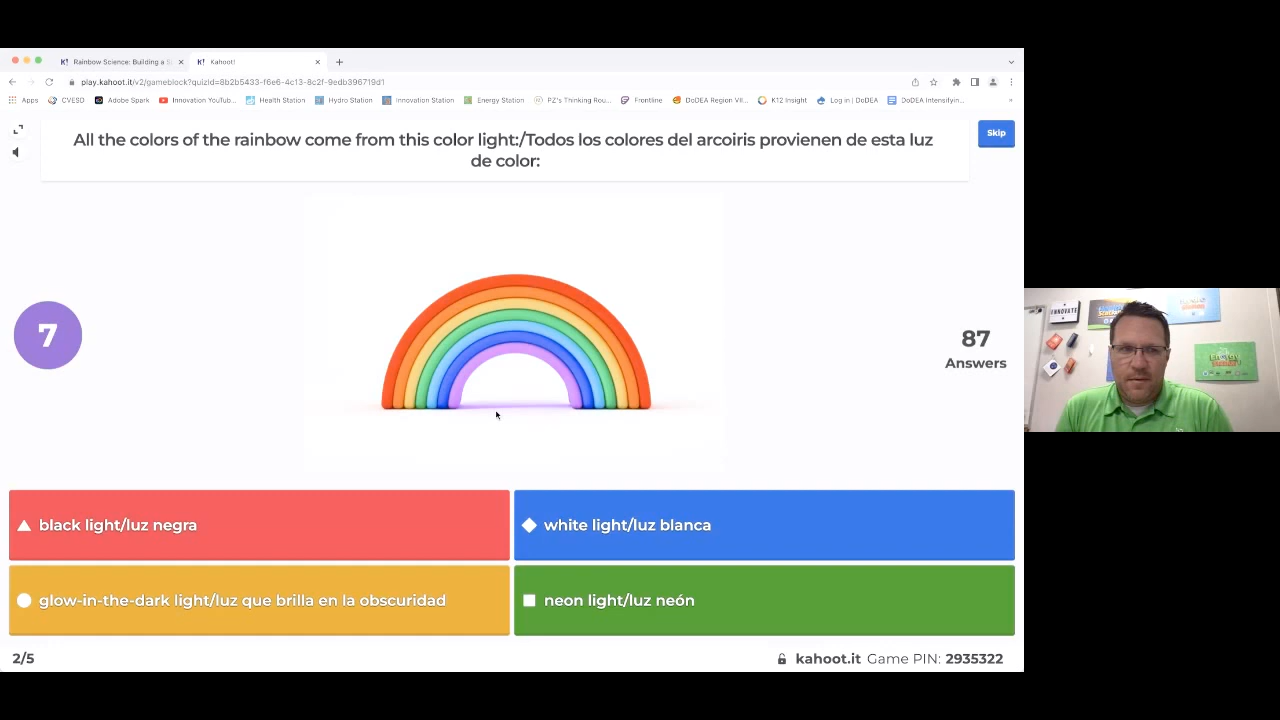 Rainbow Science: Building a S
Kahoot!
play.kahoot.it/v2/gameblock?quizId=8b2b5433-f6e6-4c13-8c2f-9edb396719d1
Apps CVESD Adobe Spark Innovation YouTub... Health Station Hydro Station Innovation Station Energy Station PZ's Thinking Rou... Frontline DoDEA Region VII... K12 Insight Log in | DoDEA DoDEA Intensifyin...
All the colors of the rainbow come from this color light:/Todos los colores del arcoiris provienen de esta luz
de color:
Skip
7
87
Answers
INNOVATE
black light/luz negra
white light/luz blanca
glow-in-the-dark light/luz que brilla en la obscuridad
neon light/luz neón
2/5
kahoot.it Game PIN: 2935322